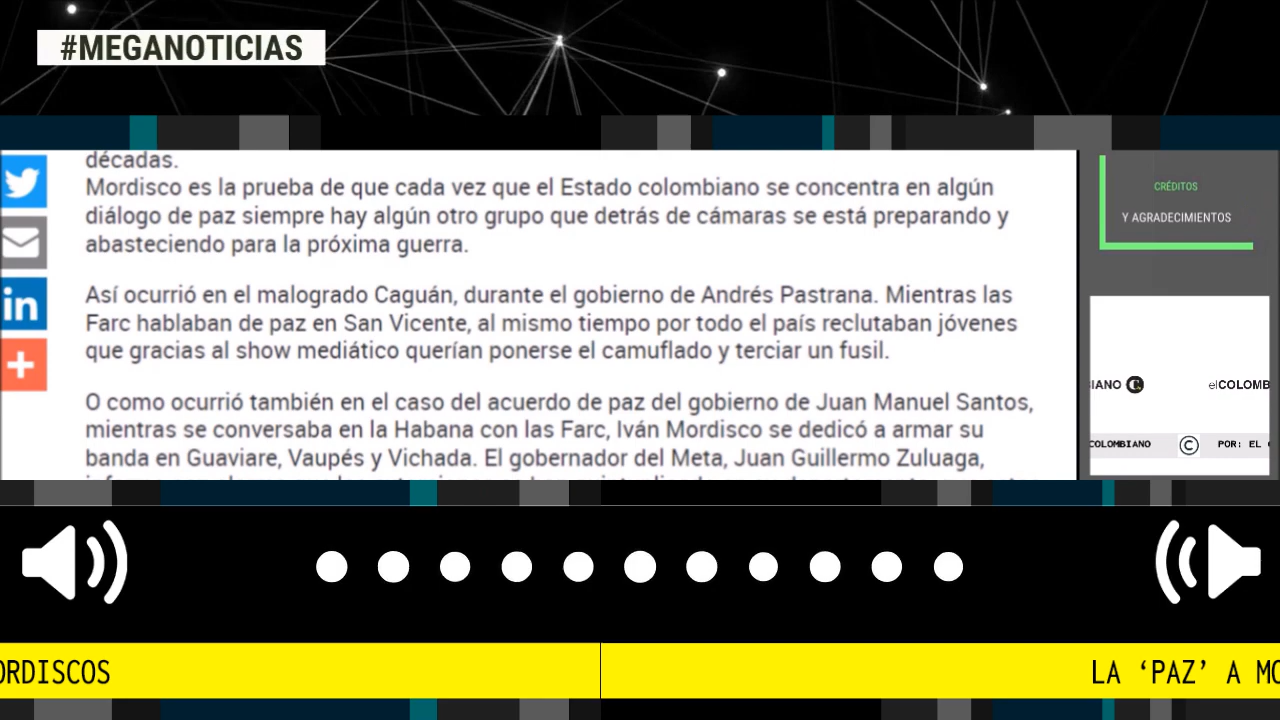 #MEGANOTICIAS
décadas.
Mordisco es la prueba de que cada vez que el Estado colombiano se concentra en algún
diálogo de paz siempre hay algún otro grupo que detrás de cámaras se está preparando y
abasteciendo para la próxima guerra.
Así ocurrió en el malogrado Caguán, durante el gobierno de Andrés Pastrana. Mientras las
Farc hablaban de paz en San Vicente, al mismo tiempo por todo el país reclutaban jóvenes
que gracias al show mediático querían ponerse el camuflado y terciar un fusil.
O como ocurrió también en el caso del acuerdo de paz del gobierno de Juan Manuel Santos,
mientras se conversaba en la Habana con las Farc, Iván Mordisco se dedicó a armar su
banda en Guaviare, Vaupés y Vichada. El gobernador del Meta, Juan Guillermo Zuluaga,
in
CRÉDITOS
Y AGRADECIMIENTOS
IANO C elCOLOMB
COLOMBIANO © POR: EL
ORDISCOS LA ‘PAZ’ A MO